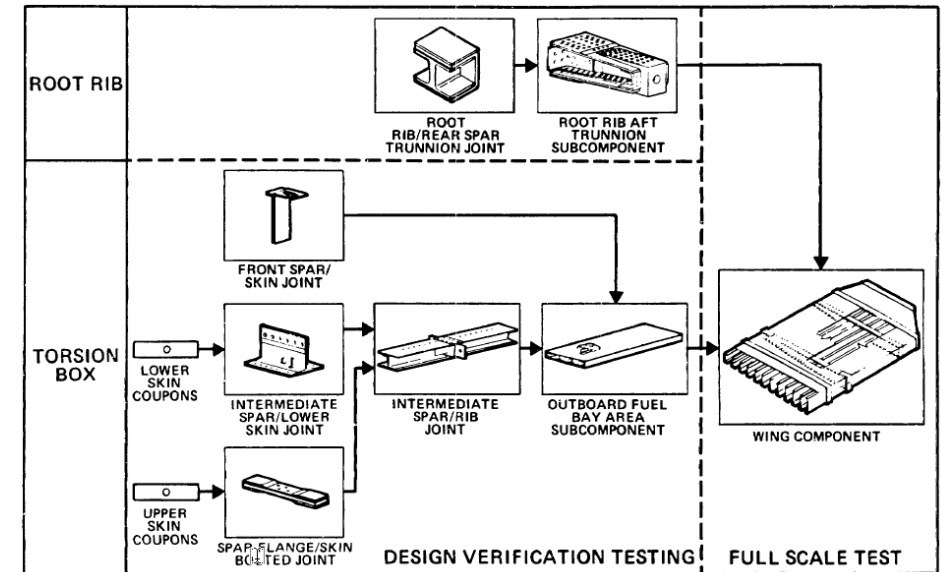 ROOT RIB
ROOT
RIB/REAR SPAR
TRUNNION JOINT
ROOT RIB AFT
TRUNNION
SUBCOMPONENT
TORSION
BOX
FRONT SPAR/
SKIN JOINT
LOWER
SKIN
COUPONS
INTERMEDIATE
SPAR/LOWER
SKIN JOINT
INTERMEDIATE
SPAR/RIB
JOINT
OUTBOARD FUEL
BAY AREA
SUBCOMPONENT
WING COMPONENT
UPPER
SKIN
COUPONS
SPAR FLANGE/SKIN
BOLTED JOINT
DESIGN VERIFICATION TESTING
FULL SCALE TEST